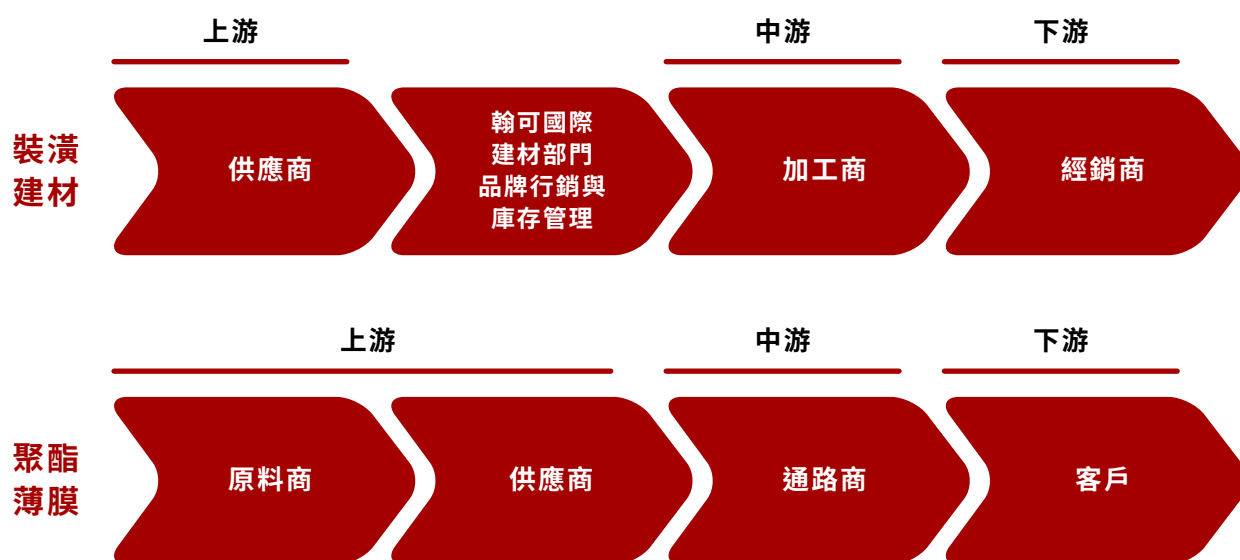 上游
中游
下游
裝潢
建材
供應商
翰可國際
建材部門
品牌行銷與
庫存管理
加工商
經銷商
上游
中游
下游
聚酯
薄膜
原料商
供應商
通路商
客戶